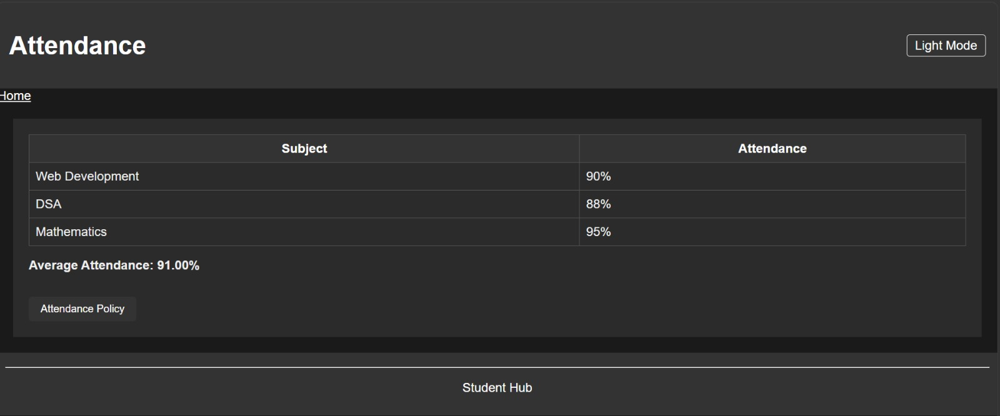 Attendance
Light Mode
Home
Subject Attendance
Web Development 90%
DSA 88%
Mathematics 95%
Average Attendance: 91.00%
Attendance Policy
Student Hub